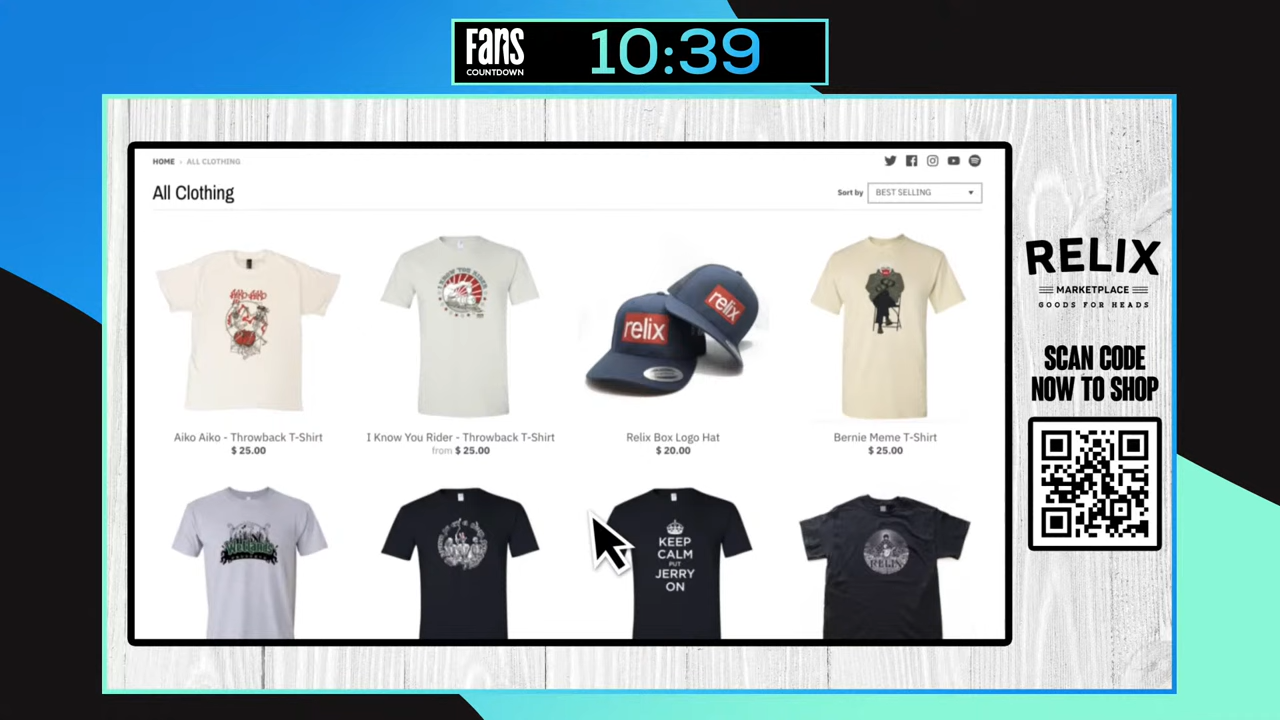 Fans
COUNTDOWN
10:39
HOME › ALL CLOTHING
All Clothing
Sort by
BEST SELLING
relix
relix
Aiko Aiko - Throwback T-Shirt
$ 25.00
I Know You Rider - Throwback T-Shirt
from $ 25.00
Relix Box Logo Hat
$ 20.00
Bernie Meme T-Shirt
$ 25.00
KEEP
CALM
PUT
JERRY
ON
RELIX
RELIX
MARKETPLACE
GOODS FOR HEADS
SCAN CODE
NOW TO SHOP